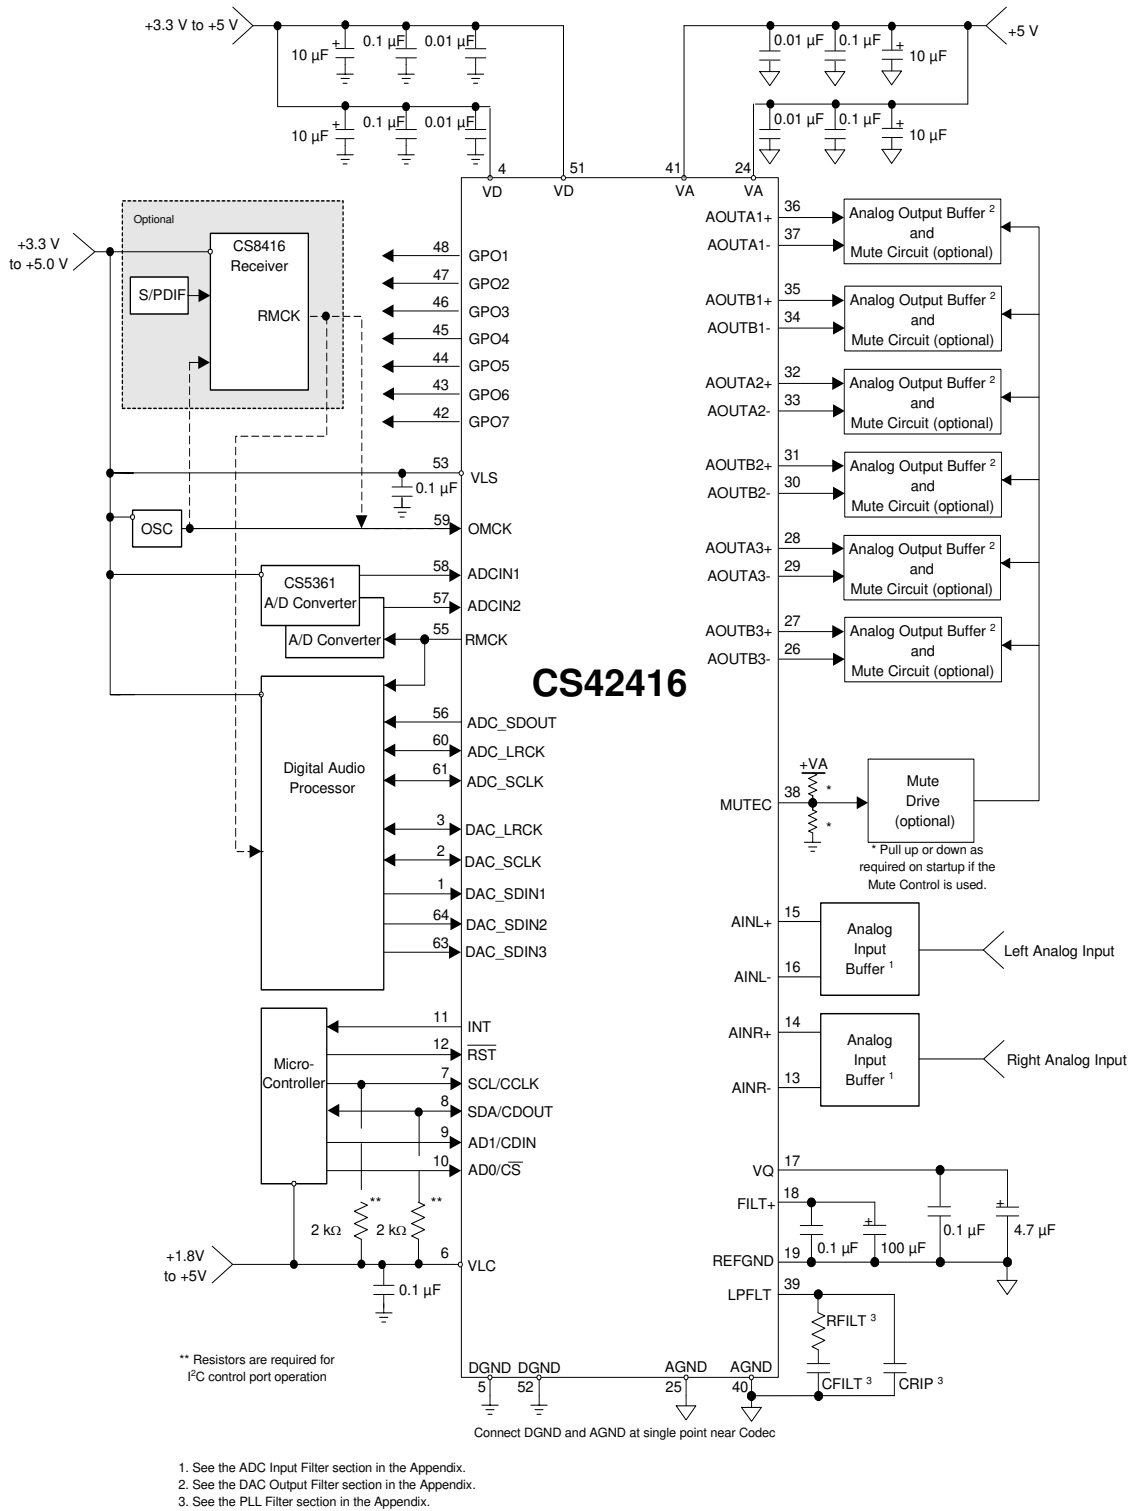 +3.3 V to +5 V
10 µF
+
0.1 µF
0.01 µF
0.01 µF
0.1 µF
+
10 µF
+5 V
10 µF
+
0.1 µF
0.01 µF
0.01 µF
0.1 µF
+
10 µF
4
51
41
24
VD
VD
VA
VA
Optional
+3.3 V
to +5.0 V
CS8416
Receiver
S/PDIF
RMCK
48
GPO1
47
GPO2
46
GPO3
45
GPO4
44
GPO5
43
GPO6
42
GPO7
53
VLS
0.1 µF
OSC
59
OMCK
CS5361
A/D Converter
A/D Converter
58
ADCIN1
57
ADCIN2
55
RMCK
CS42416
Digital Audio
Processor
56
ADC_SDOUT
60
ADC_LRCK
61
ADC_SCLK
3
DAC_LRCK
2
DAC_SCLK
1
DAC_SDIN1
64
DAC_SDIN2
63
DAC_SDIN3
Micro-
Controller
11
INT
12
RST
7
SCL/CCLK
8
SDA/CDOUT
9
AD1/CDIN
10
AD0/CS
**
**
2 kΩ
2 kΩ
+1.8V
to +5V
6
VLC
0.1 µF
** Resistors are required for
I²C control port operation
AOUTA1+
36
AOUTA1-
37
Analog Output Buffer ²
and
Mute Circuit (optional)
AOUTB1+
35
AOUTB1-
34
Analog Output Buffer ²
and
Mute Circuit (optional)
AOUTA2+
32
AOUTA2-
33
Analog Output Buffer ²
and
Mute Circuit (optional)
AOUTB2+
31
AOUTB2-
30
Analog Output Buffer ²
and
Mute Circuit (optional)
AOUTA3+
28
AOUTA3-
29
Analog Output Buffer ²
and
Mute Circuit (optional)
AOUTB3+
27
AOUTB3-
26
Analog Output Buffer ²
and
Mute Circuit (optional)
+VA
*
MUTEC
38
*
Mute
Drive
(optional)
* Pull up or down as
required on startup if the
Mute Control is used.
AINL+
15
AINL-
16
Analog
Input
Buffer ¹
Left Analog Input
AINR+
14
AINR-
13
Analog
Input
Buffer ¹
Right Analog Input
VQ
17
FILT+
18
+
+
0.1 µF
100 µF
0.1 µF
4.7 µF
REFGND
19
LPFLT
39
RFILT ³
CFILT ³
CRIP ³
DGND
DGND
AGND
AGND
5
52
25
40
Connect DGND and AGND at single point near Codec
1. See the ADC Input Filter section in the Appendix.
2. See the DAC Output Filter section in the Appendix.
3. See the PLL Filter section in the Appendix.